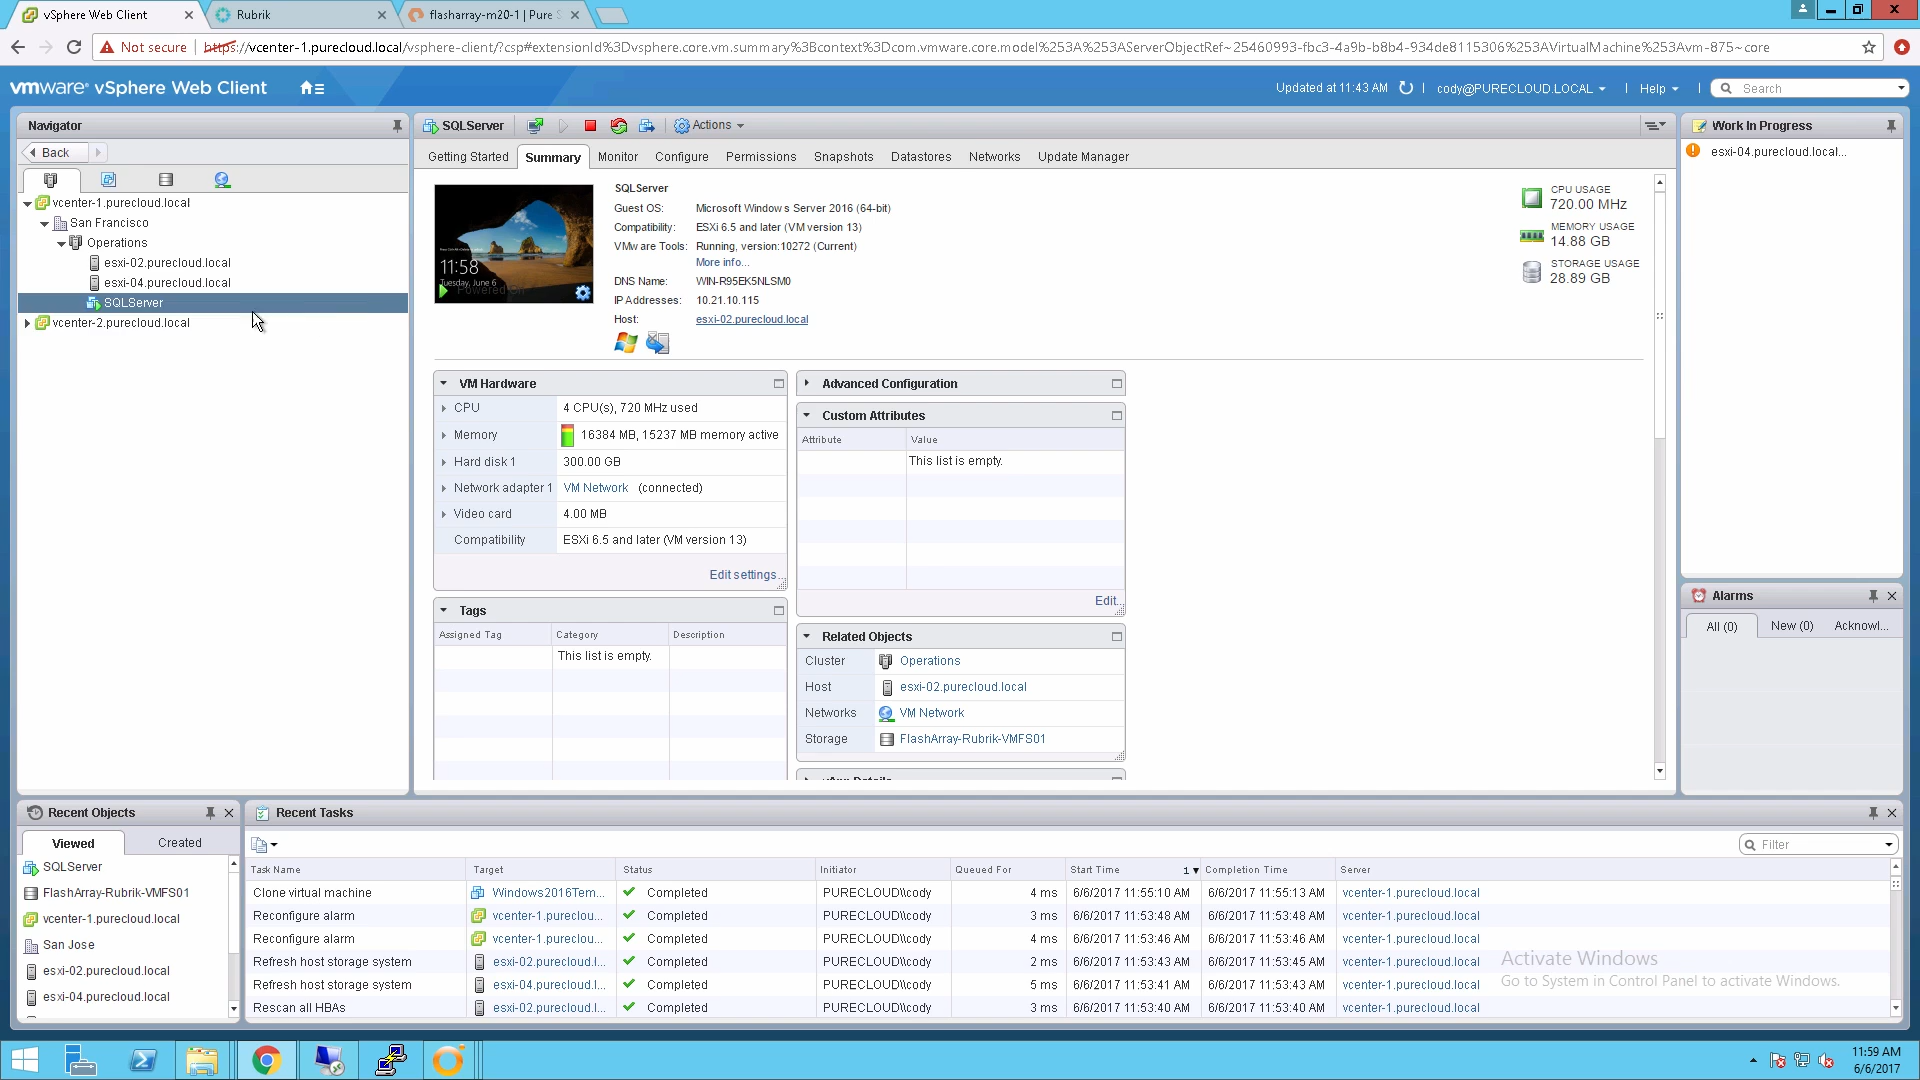 vSphere Web Client
Rubrik
flasharray-m20-1 | Pure S
Not secure
https://vcenter-1.purecloud.local/vsphere-client/?csp#extensionId%3Dvsphere.core.vm.summary%3Bcontext%3Dcom.vmware.core.model%253A%253AServerObjectRef~25460993-fbc3-4a9b-b8b4-934de8115306%253AVirtualMachine%253Avm-875~core
vmware® vSphere Web Client
Updated at 11:43 AM
cody@PURECLOUD.LOCAL
Help
Search
Navigator
Back
vcenter-1.purecloud.local
San Francisco
Operations
esxi-02.purecloud.local
esxi-04.purecloud.local
SQLServer
vcenter-2.purecloud.local
SQLServer
Actions
Getting Started
Summary
Monitor
Configure
Permissions
Snapshots
Datastores
Networks
Update Manager
11:58
Tuesday, June 6
SQLServer
Guest OS: Microsoft Windows Server 2016 (64-bit)
Compatibility: ESXi 6.5 and later (VM version 13)
VMware Tools: Running, version:10272 (Current)
More info...
DNS Name: WIN-R95EK5NLSM0
IP Addresses: 10.21.10.115
Host: esxi-02.purecloud.local
CPU USAGE
720.00 MHz
MEMORY USAGE
14.88 GB
STORAGE USAGE
28.89 GB
VM Hardware
CPU 4 CPU(s), 720 MHz used
Memory 16384 MB, 15237 MB memory active
Hard disk 1 300.00 GB
Network adapter 1 VM Network (connected)
Video card 4.00 MB
Compatibility ESXi 6.5 and later (VM version 13)
Edit settings...
Tags
Assigned Tag Category Description
This list is empty.
Advanced Configuration
Custom Attributes
Attribute Value
This list is empty.
Edit...
Related Objects
Cluster Operations
Host esxi-02.purecloud.local
Networks VM Network
Storage FlashArray-Rubrik-VMFS01
Work In Progress
esxi-04.purecloud.local...
Alarms
All (0) New (0) Acknowl...
Recent Objects
Viewed Created
SQLServer
FlashArray-Rubrik-VMFS01
vcenter-1.purecloud.local
San Jose
esxi-02.purecloud.local
esxi-04.purecloud.local
Recent Tasks
Filter
Task Name Target Status Initiator Queued For Start Time 1 Completion Time Server
Clone virtual machine Windows2016Tem... Completed PURECLOUD\\cody 4 ms 6/6/2017 11:55:10 AM 6/6/2017 11:55:13 AM vcenter-1.purecloud.local
Reconfigure alarm vcenter-1.pureclou... Completed PURECLOUD\\cody 3 ms 6/6/2017 11:53:48 AM 6/6/2017 11:53:48 AM vcenter-1.purecloud.local
Reconfigure alarm vcenter-1.pureclou... Completed PURECLOUD\\cody 4 ms 6/6/2017 11:53:46 AM 6/6/2017 11:53:46 AM vcenter-1.purecloud.local
Refresh host storage system esxi-02.purecloud.l... Completed PURECLOUD\\cody 2 ms 6/6/2017 11:53:43 AM 6/6/2017 11:53:45 AM vcenter-1.purecloud.local
Refresh host storage system esxi-04.purecloud.l... Completed PURECLOUD\\cody 5 ms 6/6/2017 11:53:41 AM 6/6/2017 11:53:43 AM vcenter-1.purecloud.local
Rescan all HBAs esxi-02.purecloud.l... Completed PURECLOUD\\cody 3 ms 6/6/2017 11:53:40 AM 6/6/2017 11:53:40 AM vcenter-1.purecloud.local
Activate Windows
Go to System in Control Panel to activate Windows.
11:59 AM
6/6/2017